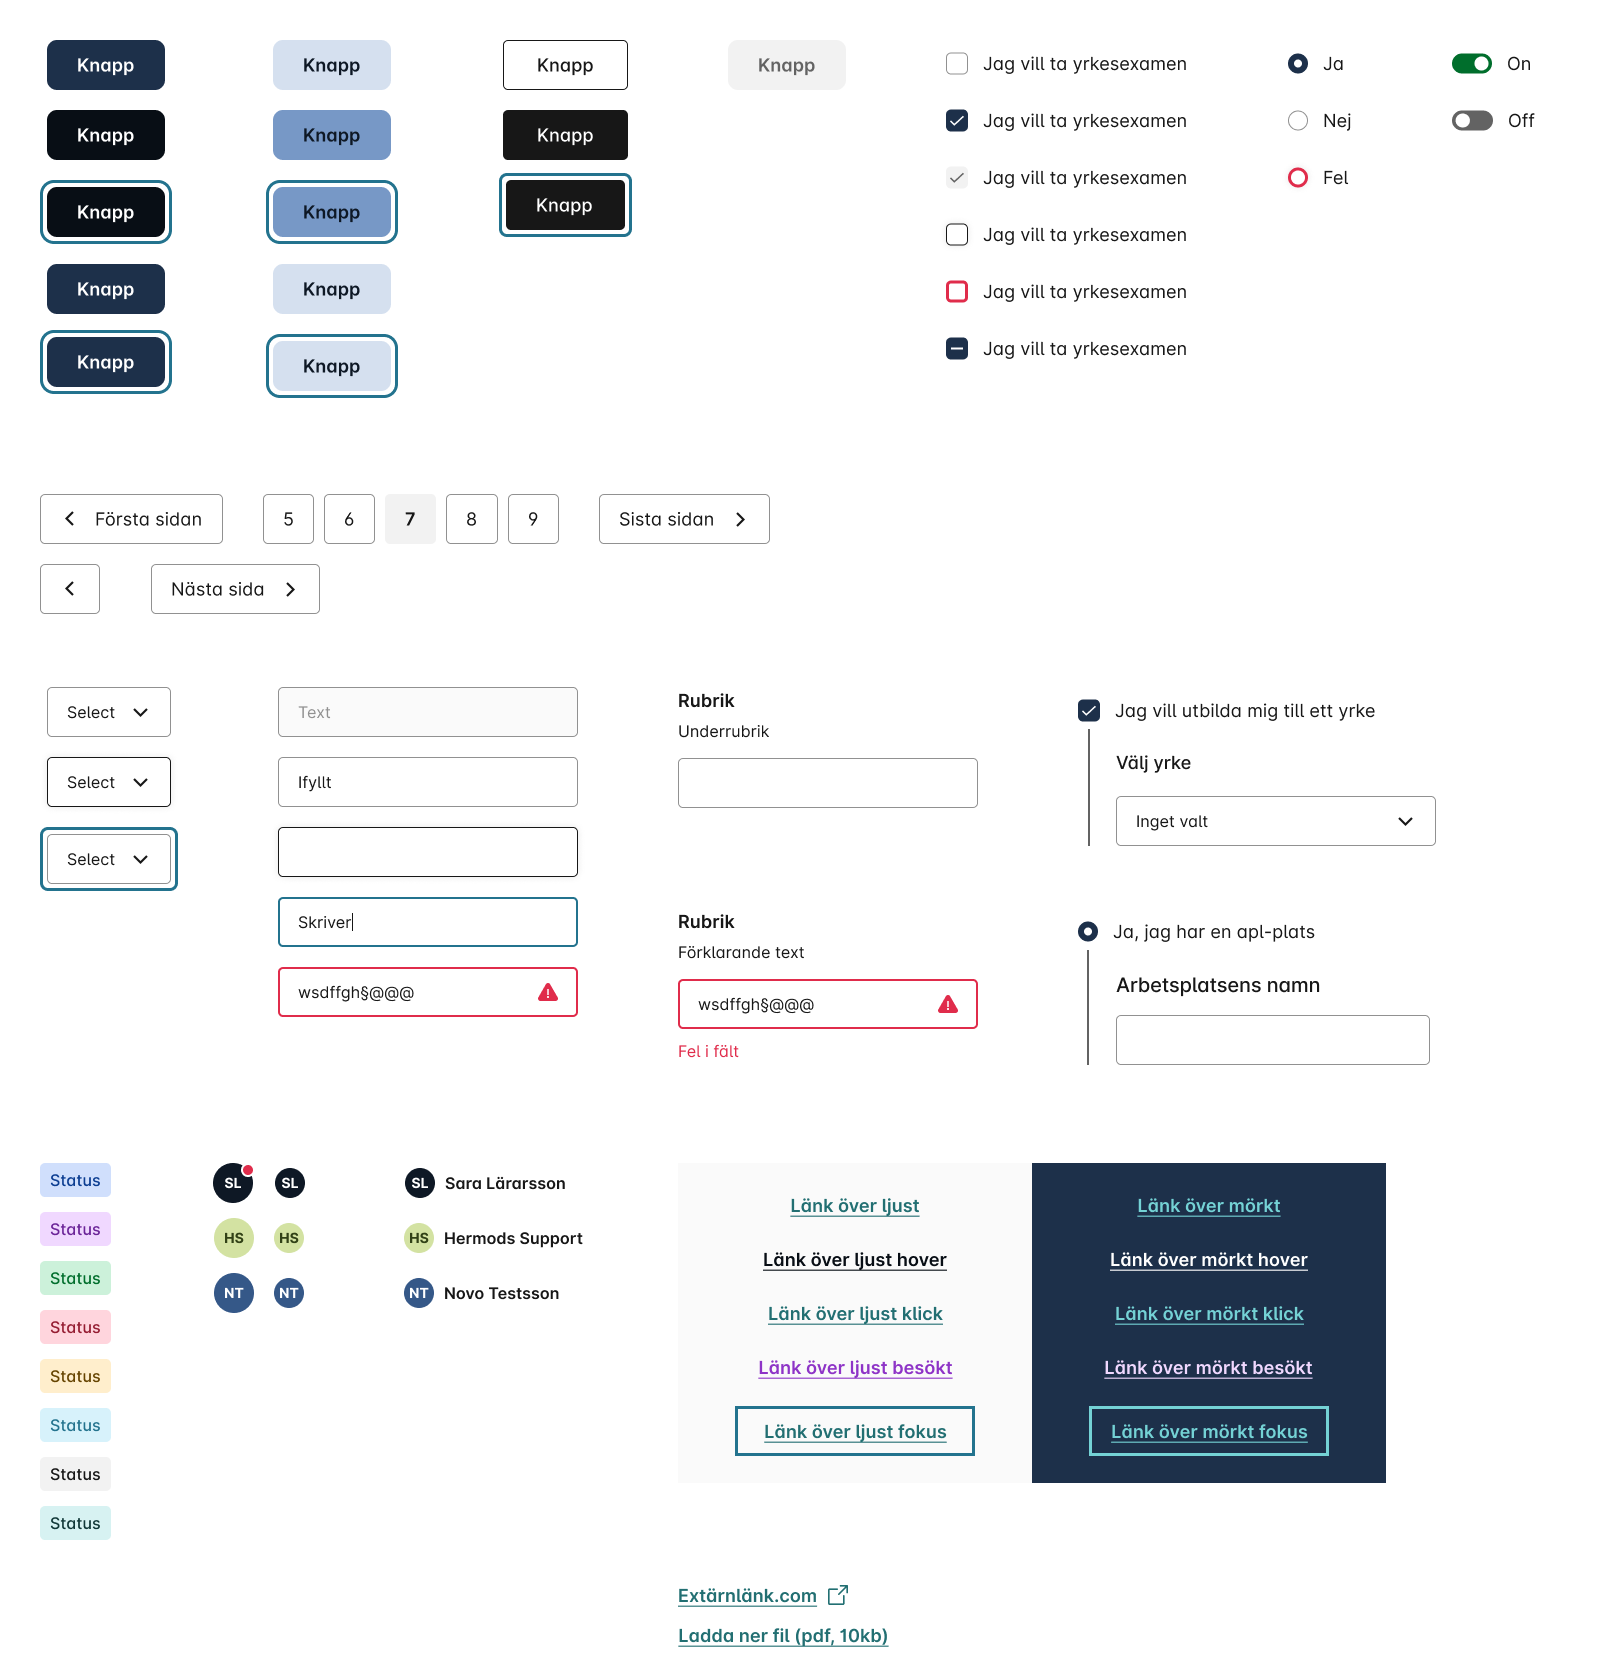 Knapp Knapp Knapp Knapp
Knapp Knapp Knapp
Knapp Knapp Knapp
Knapp Knapp
Knapp Knapp
Jag vill ta yrkesexamen
Jag vill ta yrkesexamen
Jag vill ta yrkesexamen
Jag vill ta yrkesexamen
Jag vill ta yrkesexamen
Jag vill ta yrkesexamen
Ja
Nej
Fel
On
Off
Första sidan 5 6 7 8 9 Sista sidan
Nästa sida
Select
Select
Select
Text
Ifyllt
Skriver
wsdffgh§@@@
Rubrik
Underrubrik
Rubrik
Förklarande text
wsdffgh§@@@
Fel i fält
Jag vill utbilda mig till ett yrke
Välj yrke
Inget valt
Ja, jag har en apl-plats
Arbetsplatsens namn
Status
Status
Status
Status
Status
Status
Status
Status
SL SL SL Sara Lärarsson
HS HS HS Hermods Support
NT NT NT Novo Testsson
Länk över ljust
Länk över ljust hover
Länk över ljust klick
Länk över ljust besökt
Länk över ljust fokus
Länk över mörkt
Länk över mörkt hover
Länk över mörkt klick
Länk över mörkt besökt
Länk över mörkt fokus
Extärnlänk.com
Ladda ner fil (pdf, 10kb)